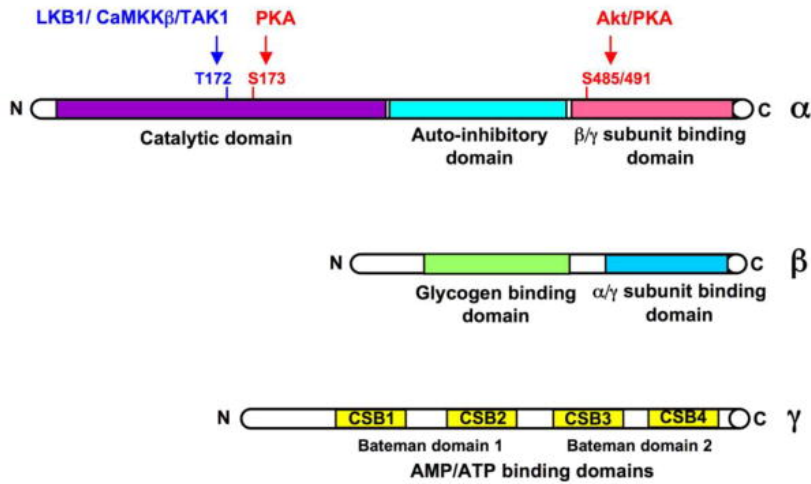 LKB1/ CaMKKβ/TAK1 PKA Akt/PKA
T172 S173 S485/491
N C α
Catalytic domain Auto-inhibitory domain β/γ subunit binding domain
N C β
Glycogen binding domain α/γ subunit binding domain
N CSB1 CSB2 CSB3 CSB4 C γ
Bateman domain 1 Bateman domain 2
AMP/ATP binding domains